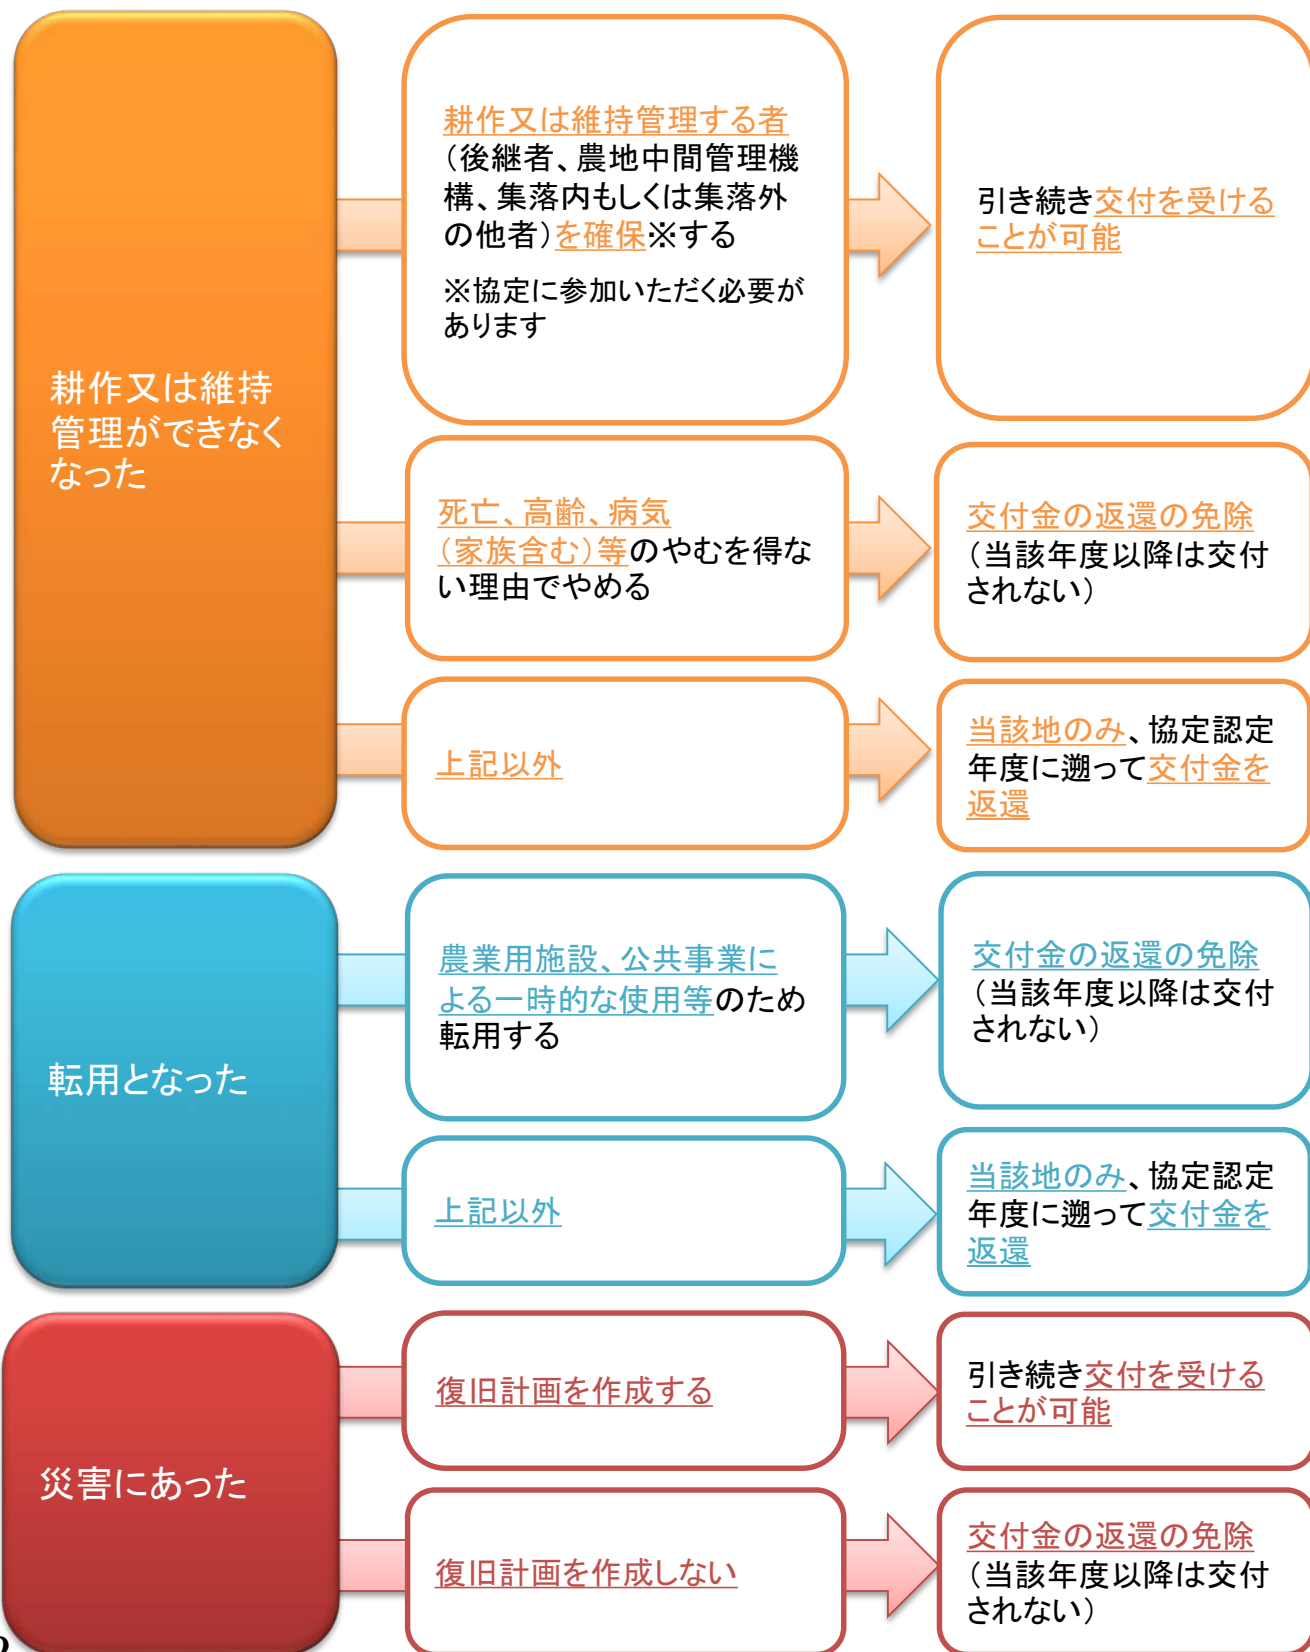 耕作又は維持
管理ができなく
なった
耕作又は維持管理する者
（後継者、農地中間管理機
構、集落内もしくは集落外
の他者）を確保※する
※協定に参加いただく必要が
あります
引き続き交付を受ける
ことが可能
死亡、高齢、病気
（家族含む）等のやむを得な
い理由でやめる
交付金の返還の免除
（当該年度以降は交付
されない）
上記以外
当該地のみ、協定認定
年度に遡って交付金を
返還
転用となった
農業用施設、公共事業に
よる一時的な使用等のため
転用する
交付金の返還の免除
（当該年度以降は交付
されない）
上記以外
当該地のみ、協定認定
年度に遡って交付金を
返還
災害にあった
復旧計画を作成する
引き続き交付を受ける
ことが可能
復旧計画を作成しない
交付金の返還の免除
（当該年度以降は交付
されない）